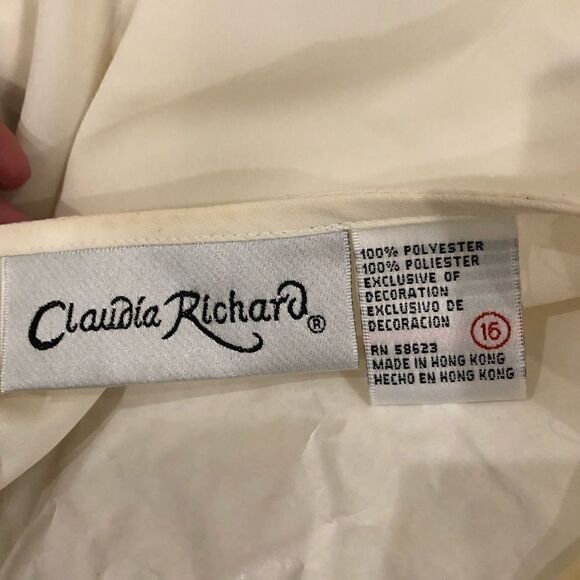 Claudia Richard ®
100% POLYESTER
100% POLIESTER
EXCLUSIVE OF
DECORATION
EXCLUSIVO DE
DECORACION
16
RN 58623
MADE IN HONG KONG
HECHO EN HONG KONG